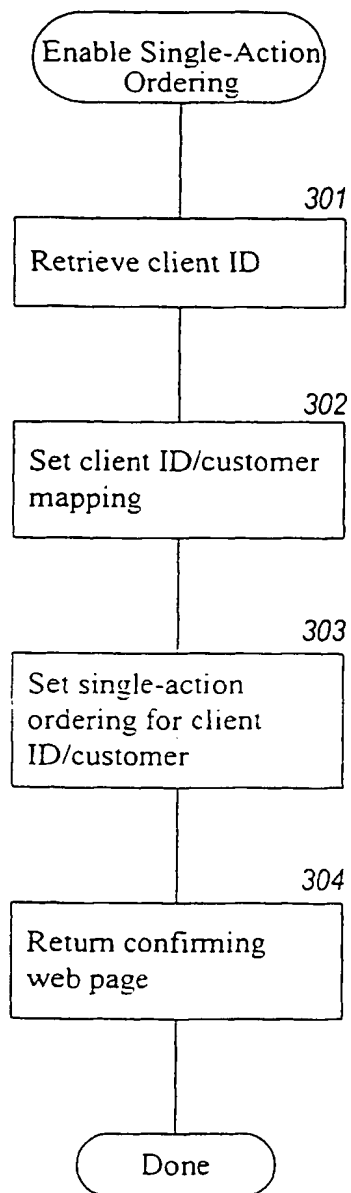 Enable Single-Action
Ordering
301
Retrieve client ID
302
Set client ID/customer
mapping
303
Set single-action
ordering for client
ID/customer
304
Return confirming
web page
Done